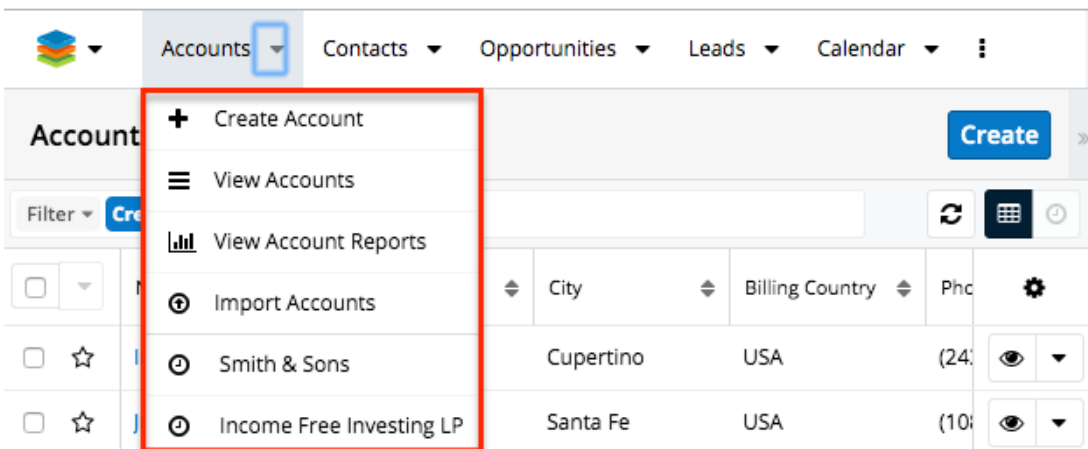 Accounts Contacts Opportunities Leads Calendar
Account
Create Account
Create
View Accounts
Filter
View Account Reports
City Billing Country
Import Accounts
Smith & Sons Cupertino USA
Income Free Investing LP Santa Fe USA